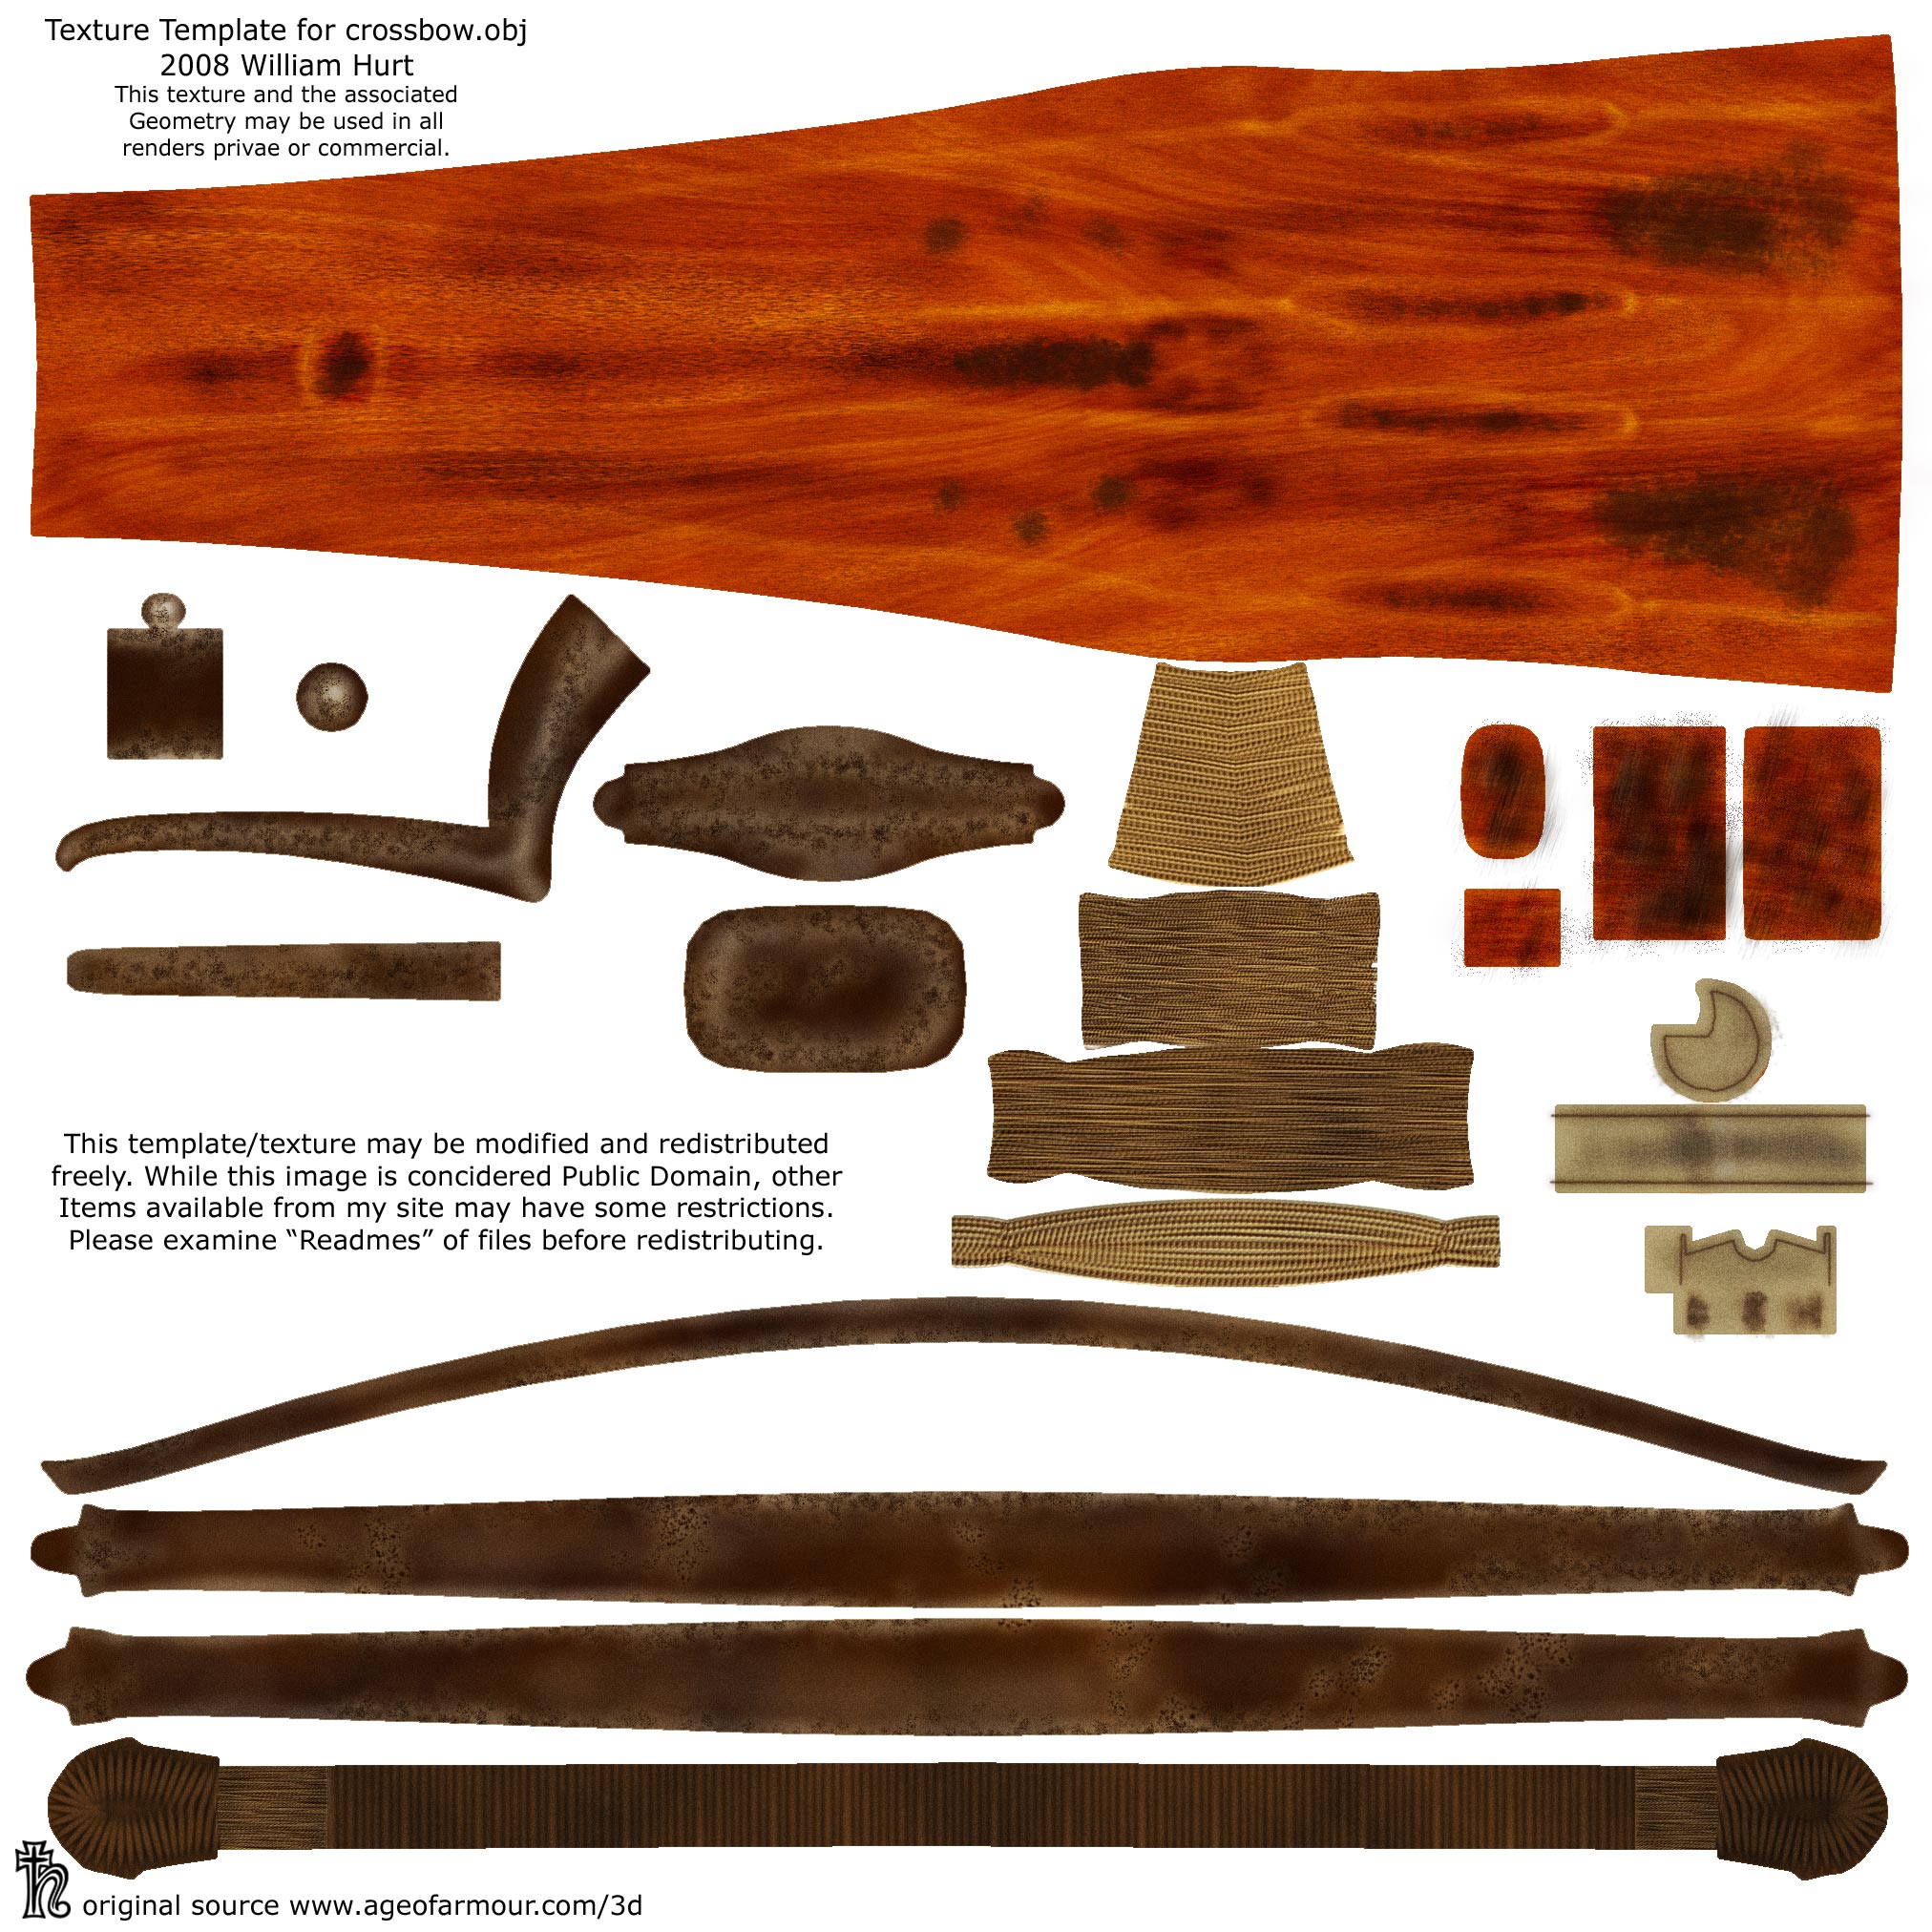 Texture Template for crossbow.obj
2008 William Hurt
This texture and the associated
Geometry may be used in all
renders privae or commercial.
This template/texture may be modified and redistributed
freely. While this image is concidered Public Domain, other
Items available from my site may have some restrictions.
Please examine “Readmes” of files before redistributing.
original source www.ageofarmour.com/3d